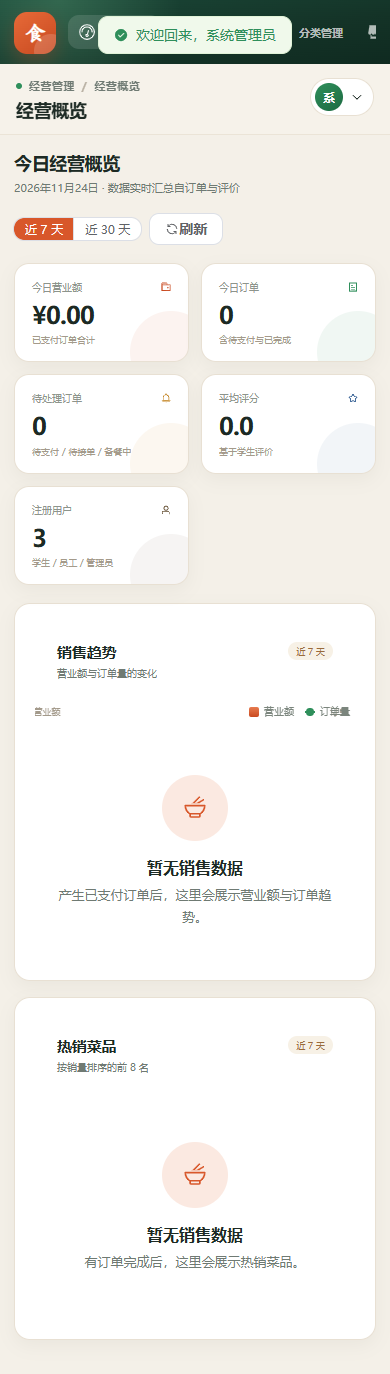 食
欢迎回来，系统管理员
分类管理
经营管理 / 经营概览
经营概览
系
今日经营概览
2026年11月24日 · 数据实时汇总自订单与评价
近 7 天
近 30 天
刷新
今日营业额
¥0.00
已支付订单合计
今日订单
0
含待支付与已完成
待处理订单
0
待支付 / 待接单 / 备餐中
平均评分
0.0
基于学生评价
注册用户
3
学生 / 员工 / 管理员
销售趋势
近 7 天
营业额与订单量的变化
营业额
营业额
订单量
暂无销售数据
产生已支付订单后，这里会展示营业额与订单趋
势。
热销菜品
近 7 天
按销量排序的前 8 名
暂无销售数据
有订单完成后，这里会展示热销菜品。